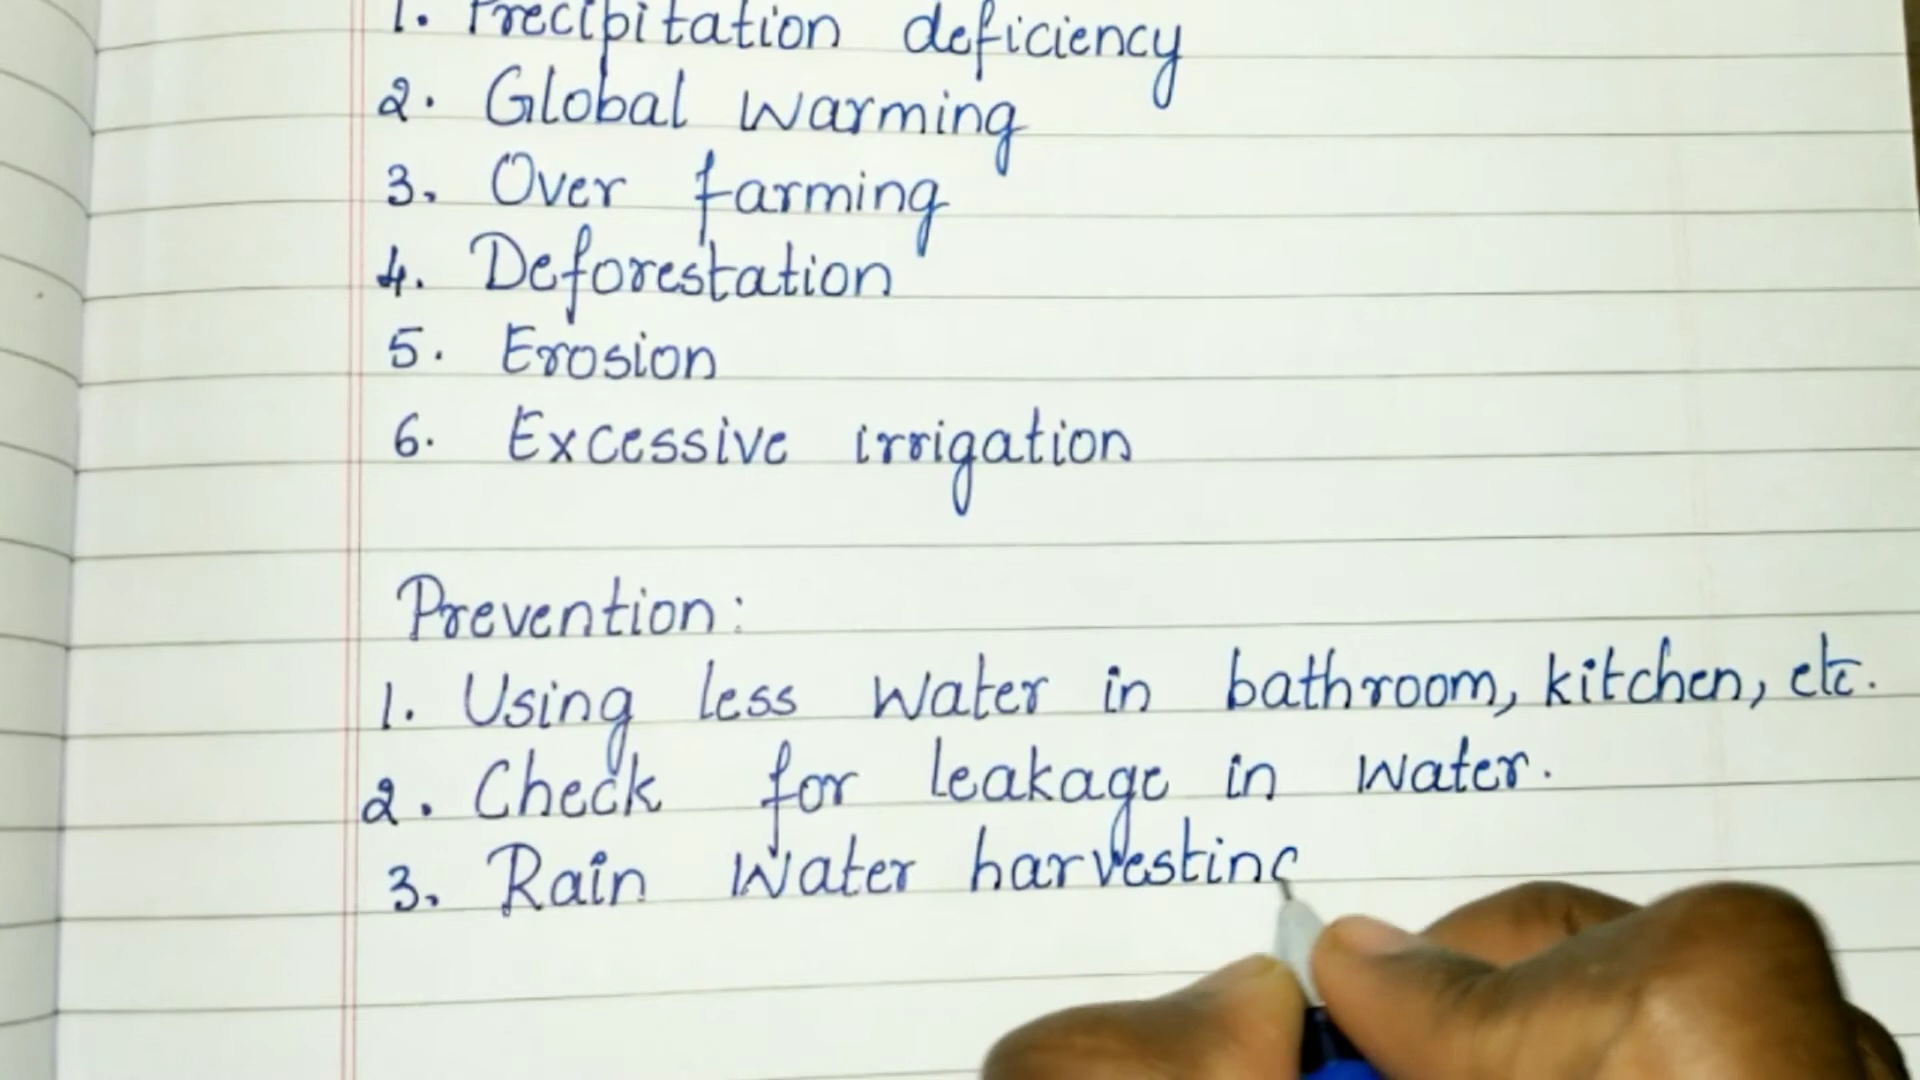 1. Precipitation deficiency
2. Global warming
3. Over farming
4. Deforestation
5. Erosion
6. Excessive irrigation
Prevention:
1. Using less water in bathroom, kitchen, etc.
2. Check for leakage in water.
3. Rain water harvesting